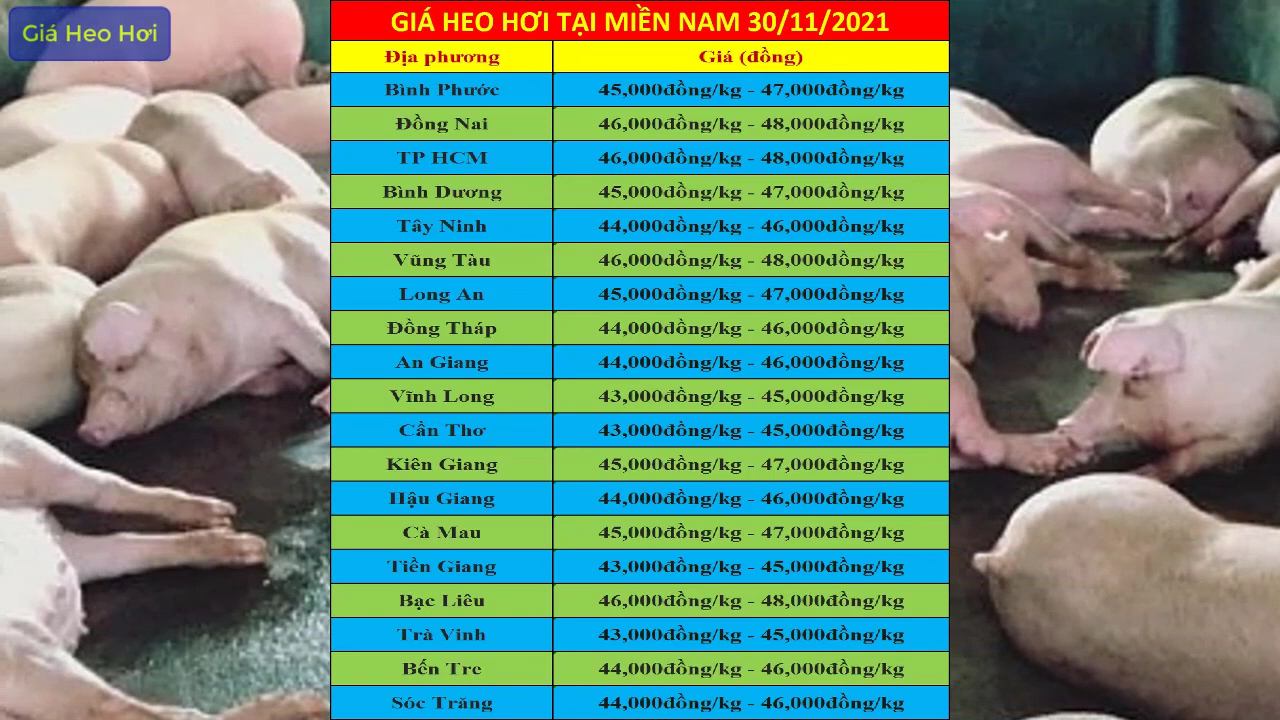 Giá Heo Hơi
GIÁ HEO HƠI TẠI MIỀN NAM 30/11/2021
Địa phương Giá (đồng)
Bình Phước 45,000đồng/kg - 47,000đồng/kg
Đồng Nai 46,000đồng/kg - 48,000đồng/kg
TP HCM 46,000đồng/kg - 48,000đồng/kg
Bình Dương 45,000đồng/kg - 47,000đồng/kg
Tây Ninh 44,000đồng/kg - 46,000đồng/kg
Vũng Tàu 46,000đồng/kg - 48,000đồng/kg
Long An 45,000đồng/kg - 47,000đồng/kg
Đồng Tháp 44,000đồng/kg - 46,000đồng/kg
An Giang 44,000đồng/kg - 46,000đồng/kg
Vĩnh Long 43,000đồng/kg - 45,000đồng/kg
Cần Thơ 43,000đồng/kg - 45,000đồng/kg
Kiên Giang 45,000đồng/kg - 47,000đồng/kg
Hậu Giang 44,000đồng/kg - 46,000đồng/kg
Cà Mau 45,000đồng/kg - 47,000đồng/kg
Tiền Giang 43,000đồng/kg - 45,000đồng/kg
Bạc Liêu 46,000đồng/kg - 48,000đồng/kg
Trà Vinh 43,000đồng/kg - 45,000đồng/kg
Bến Tre 44,000đồng/kg - 46,000đồng/kg
Sóc Trăng 44,000đồng/kg - 46,000đồng/kg